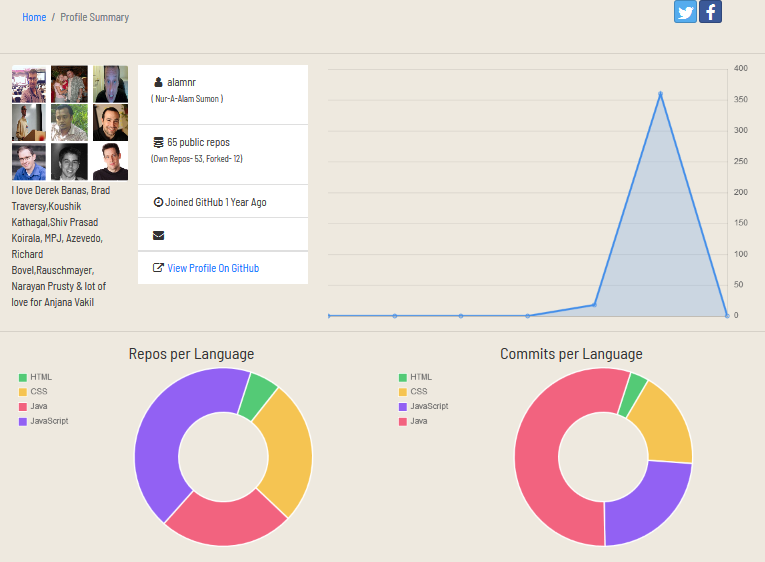 Home / Profile Summary
alamnr
( Nur-A-Alam Sumon )
65 public repos
(Own Repos- 53, Forked- 12)
Joined GitHub 1 Year Ago
View Profile On GitHub
I love Derek Banas, Brad
Traversy,Koushik
Kathagal,Shiv Prasad
Koirala, MPJ, Azevedo,
Richard
Bovel,Rauschmayer,
Narayan Prusty & lot of
love for Anjana Vakil
400
350
300
250
200
150
100
50
0
Repos per Language
HTML
CSS
Java
JavaScript
Commits per Language
HTML
CSS
JavaScript
Java